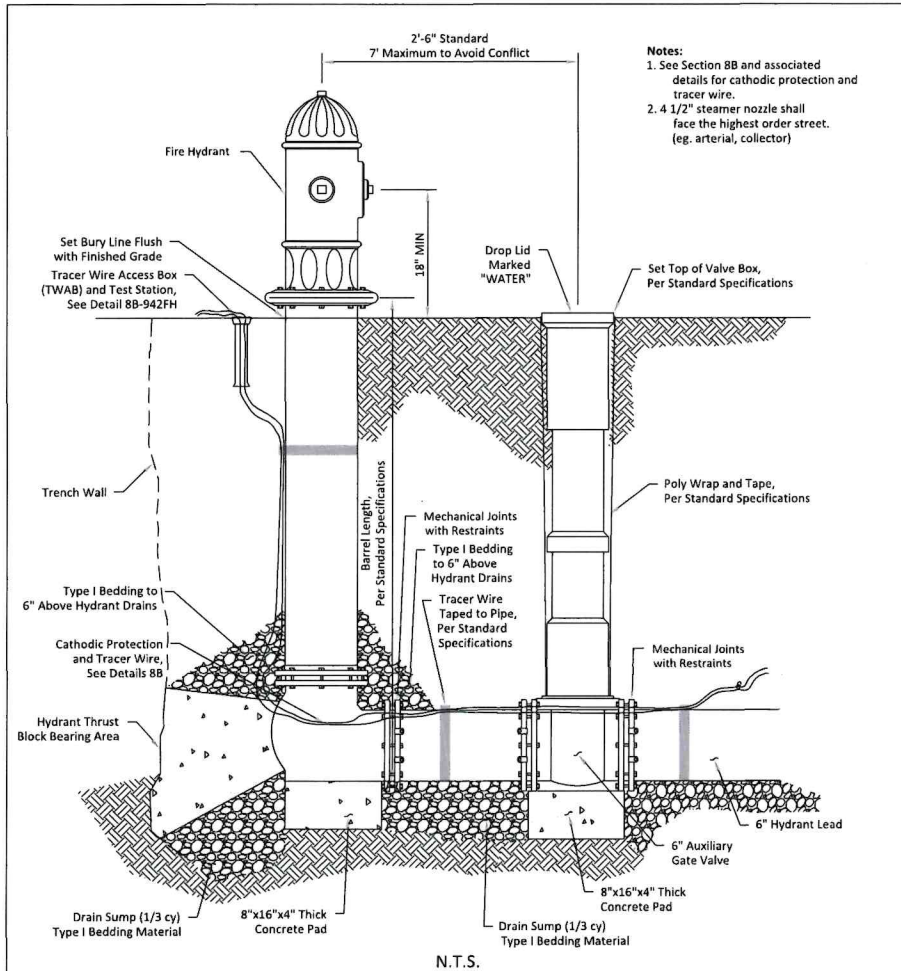 2'-6" Standard
7' Maximum to Avoid Conflict
Notes:
1. See Section 8B and associated
details for cathodic protection and
tracer wire.
2. 4 1/2" steamer nozzle shall
face the highest order street.
(eg. arterial, collector)
Fire Hydrant
18" MIN
Set Bury Line Flush
with Finished Grade
Tracer Wire Access Box
(TWAB) and Test Station,
See Detail 8B-942FH
Drop Lid
Marked
"WATER"
Set Top of Valve Box,
Per Standard Specifications
Trench Wall
Barrel Length,
Per Standard Specifications
Poly Wrap and Tape,
Per Standard Specifications
Mechanical Joints
with Restraints
Type I Bedding
to 6" Above
Hydrant Drains
Tracer Wire
Taped to Pipe,
Per Standard
Specifications
Type I Bedding to
6" Above Hydrant Drains
Cathodic Protection
and Tracer Wire,
See Details 8B
Mechanical Joints
with Restraints
Hydrant Thrust
Block Bearing Area
6" Hydrant Lead
6" Auxiliary
Gate Valve
8"x16"x4" Thick
Concrete Pad
Drain Sump (1/3 cy)
Type I Bedding Material
8"x16"x4" Thick
Concrete Pad
Drain Sump (1/3 cy)
Type I Bedding Material
N.T.S.